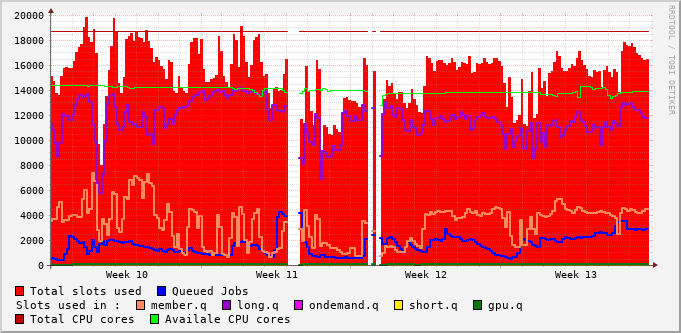 20000
18000
16000
14000
12000
10000
8000
6000
4000
2000
0
Week 10 Week 11 Week 12 Week 13
RRDTOOL / TOBI OETIKER
Total slots used Queued Jobs
Slots used in : member.q long.q ondemand.q short.q gpu.q
Total CPU cores Availale CPU cores